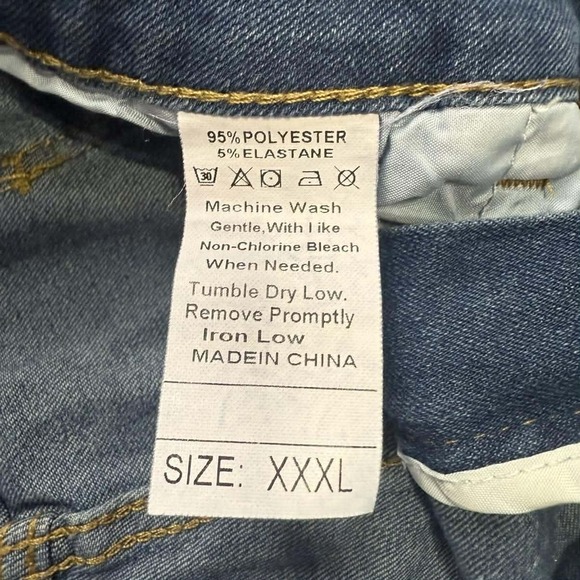 95%POLYESTER
5%ELASTANE
30
Machine Wash
Gentle,With Like
Non-Chlorine Bleach
When Needed.
Tumble Dry Low.
Remove Promptly
Iron Low
MADEIN CHINA
SIZE: XXXL